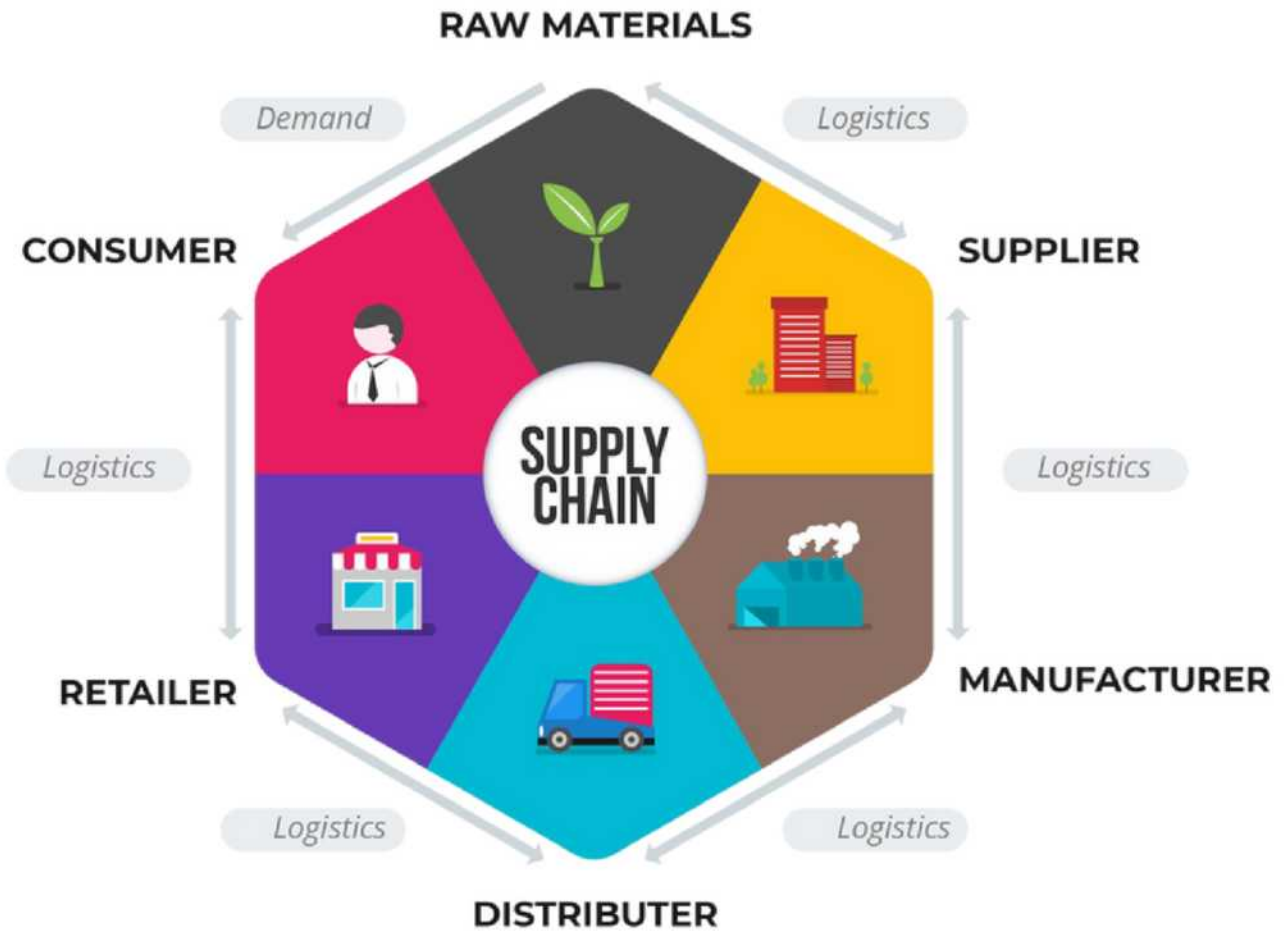 RAW MATERIALS
Demand
Logistics
CONSUMER
SUPPLIER
SUPPLY
CHAIN
Logistics
Logistics
RETAILER
MANUFACTURER
Logistics
Logistics
DISTRIBUTER